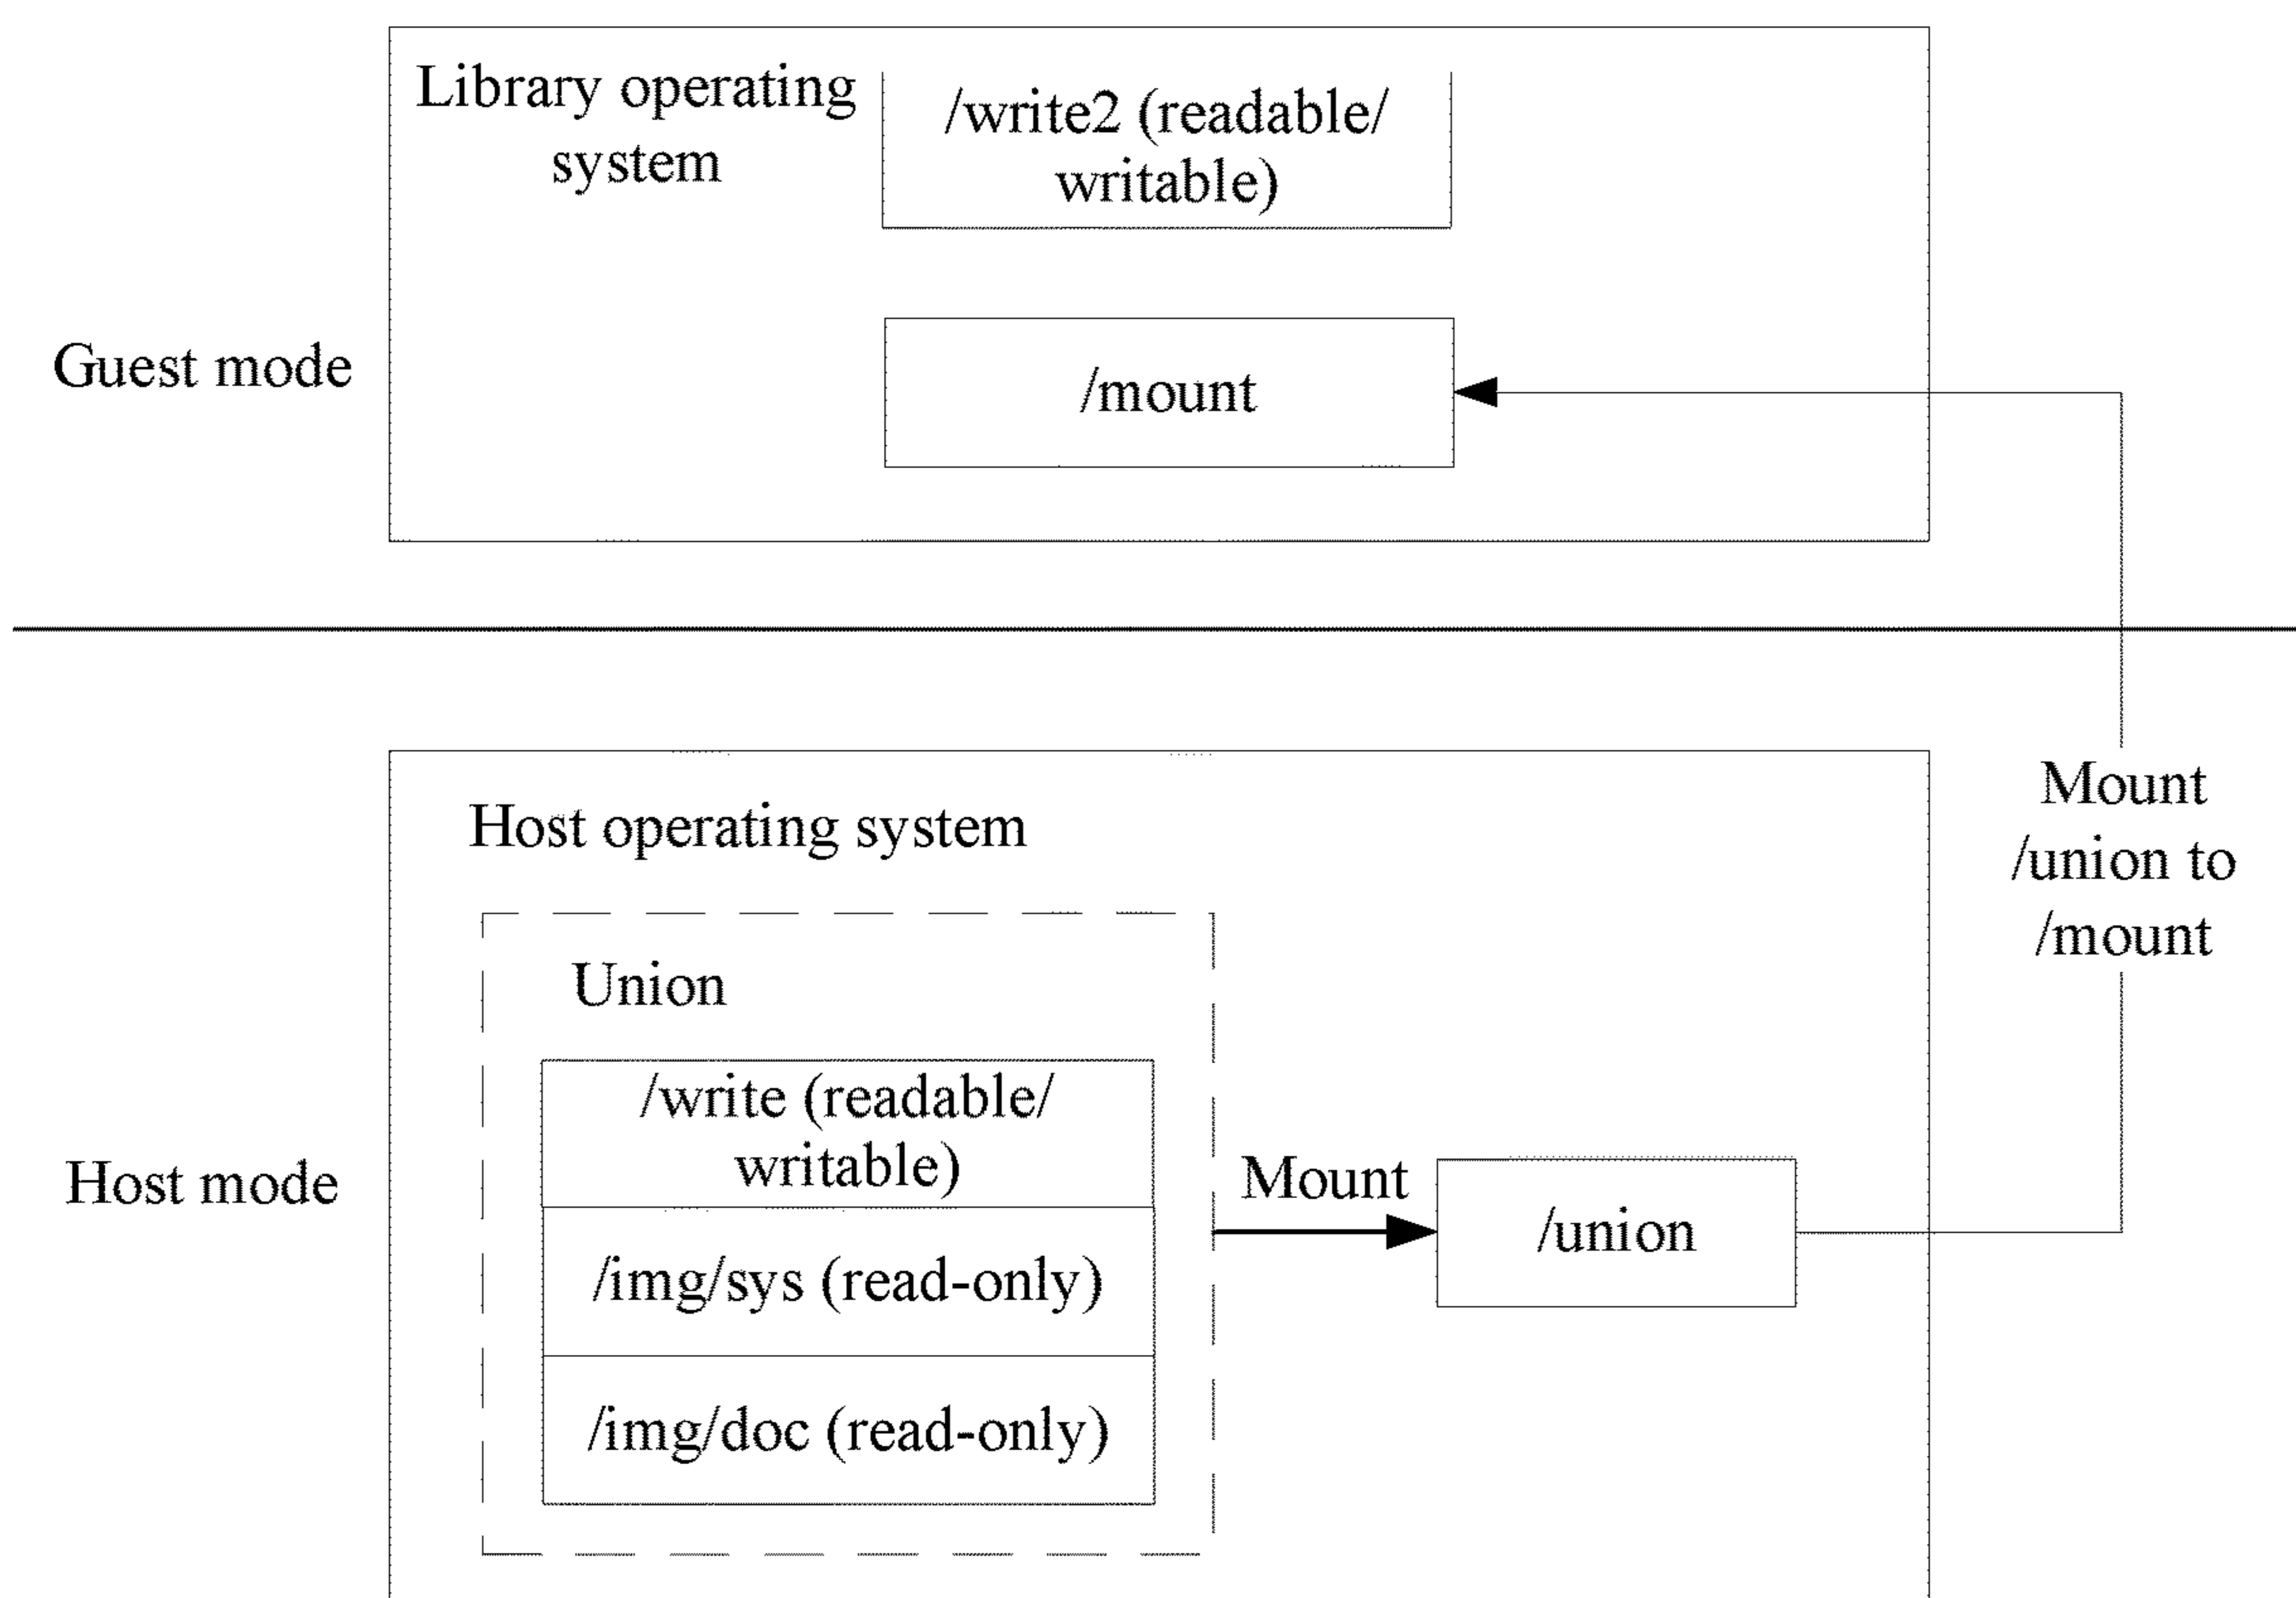 Library operating
system
/write2 (readable/
writable)
Guest mode
/mount
Mount
/union to
/mount
Host operating system
Union
/write (readable/
writable)
Host mode
Mount
/union
/img/sys (read-only)
/img/doc (read-only)